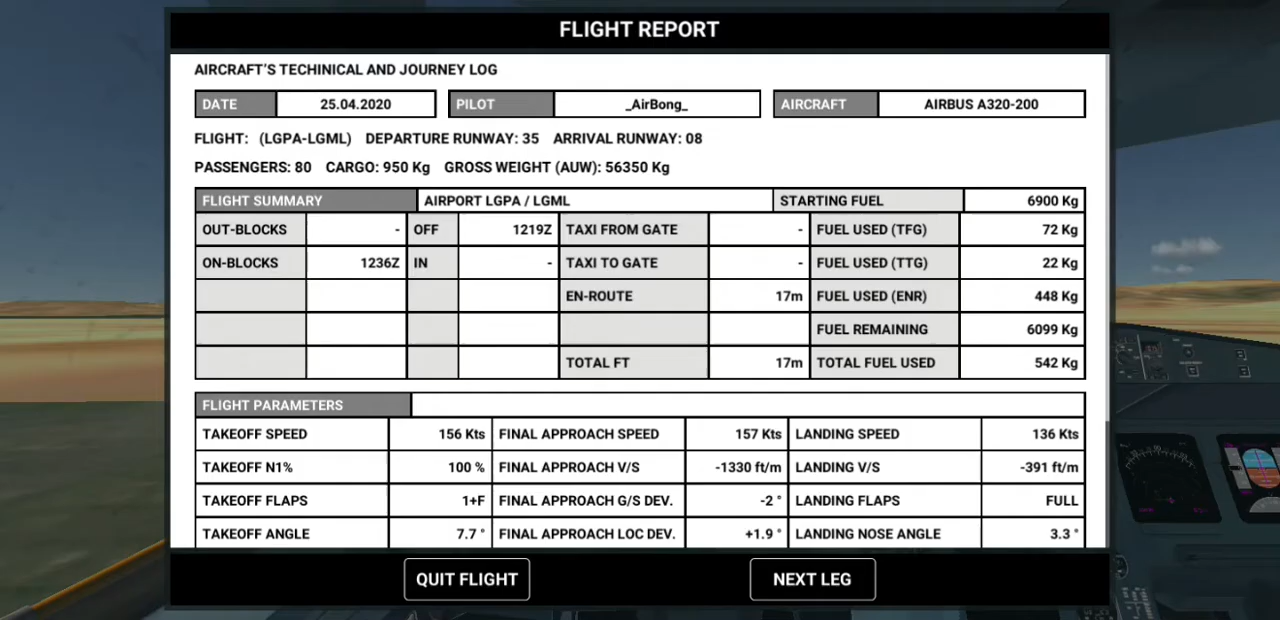 FLIGHT REPORT
AIRCRAFT'S TECHINICAL AND JOURNEY LOG
DATE 25.04.2020 PILOT _AirBong_ AIRCRAFT AIRBUS A320-200
FLIGHT: (LGPA-LGML) DEPARTURE RUNWAY: 35 ARRIVAL RUNWAY: 08
PASSENGERS: 80 CARGO: 950 Kg GROSS WEIGHT (AUW): 56350 Kg
FLIGHT SUMMARY AIRPORT LGPA / LGML STARTING FUEL 6900 Kg
OUT-BLOCKS - OFF 1219Z TAXI FROM GATE - FUEL USED (TFG) 72 Kg
ON-BLOCKS 1236Z IN - TAXI TO GATE - FUEL USED (TTG) 22 Kg
EN-ROUTE 17m FUEL USED (ENR) 448 Kg
FUEL REMAINING 6099 Kg
TOTAL FT 17m TOTAL FUEL USED 542 Kg
FLIGHT PARAMETERS
TAKEOFF SPEED 156 Kts FINAL APPROACH SPEED 157 Kts LANDING SPEED 136 Kts
TAKEOFF N1% 100 % FINAL APPROACH V/S -1330 ft/m LANDING V/S -391 ft/m
TAKEOFF FLAPS 1+F FINAL APPROACH G/S DEV. -2 ° LANDING FLAPS FULL
TAKEOFF ANGLE 7.7 ° FINAL APPROACH LOC DEV. +1.9 ° LANDING NOSE ANGLE 3.3 °
QUIT FLIGHT NEXT LEG